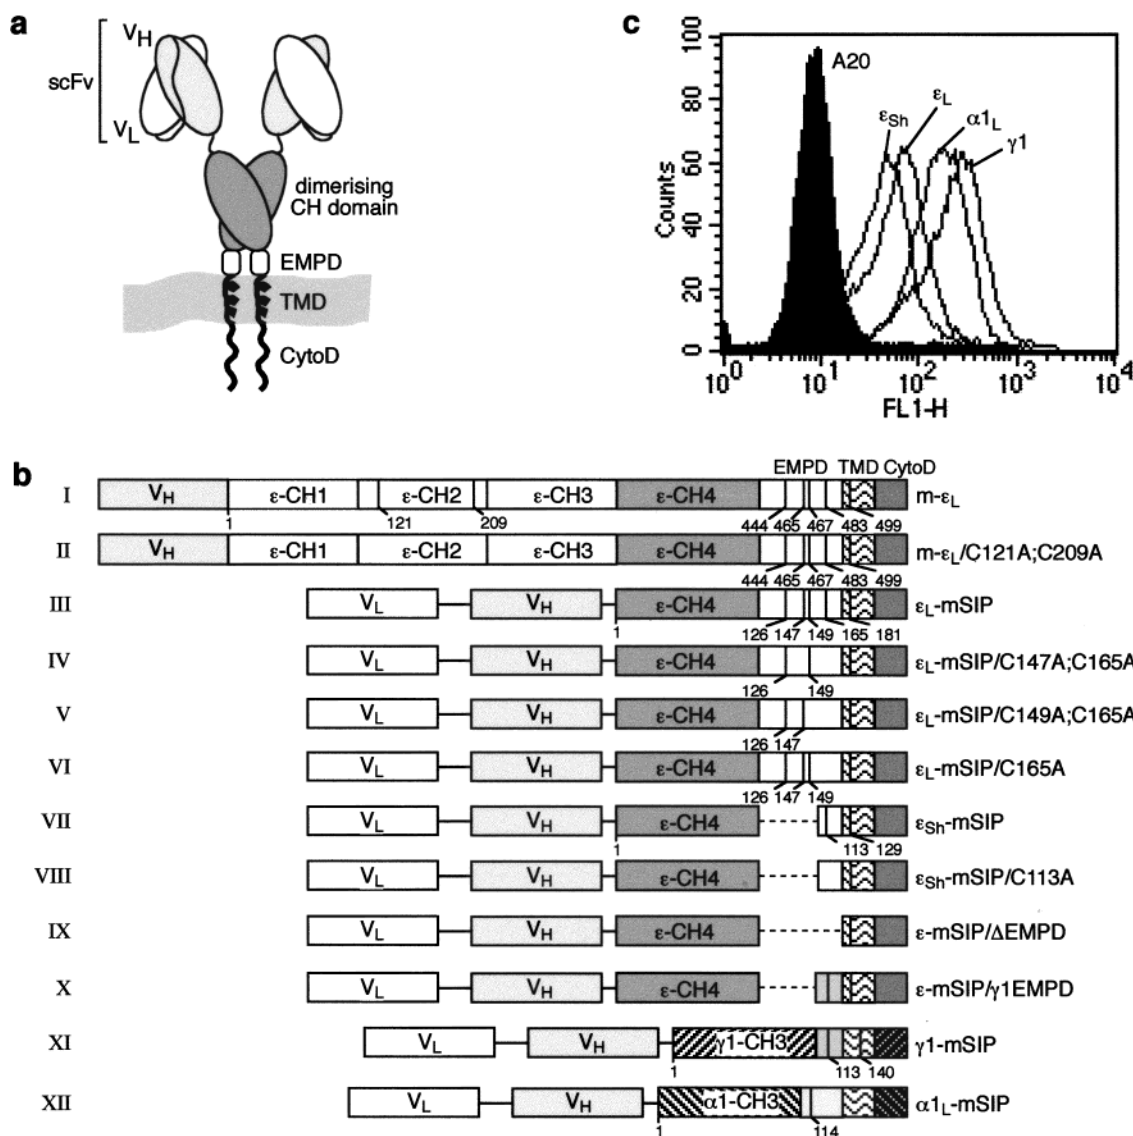 a
VH
scFv
VL
dimerising
CH domain
EMPD
TMD
CytoD
c
100
80
60
40
20
0
Counts
A20
εSh
εL
α1L
γ1
10^0 10^1 10^2 10^3 10^4
FL1-H
b
EMPD TMD CytoD
I VH ε-CH1 ε-CH2 ε-CH3 ε-CH4 m-εL
1 121 209 444 465 467 483 499
II VH ε-CH1 ε-CH2 ε-CH3 ε-CH4 m-εL/C121A;C209A
444 465 467 483 499
III VL VH ε-CH4 εL-mSIP
1 126 147 149 165 181
IV VL VH ε-CH4 εL-mSIP/C147A;C165A
126 149
V VL VH ε-CH4 εL-mSIP/C149A;C165A
126 147
VI VL VH ε-CH4 εL-mSIP/C165A
126 147 149
VII VL VH ε-CH4 εSh-mSIP
1 113 129
VIII VL VH ε-CH4 εSh-mSIP/C113A
IX VL VH ε-CH4 ε-mSIP/ΔEMPD
X VL VH ε-CH4 ε-mSIP/γ1EMPD
XI VL VH γ1-CH3 γ1-mSIP
1 113 140
XII VL VH α1-CH3 α1L-mSIP
1 114